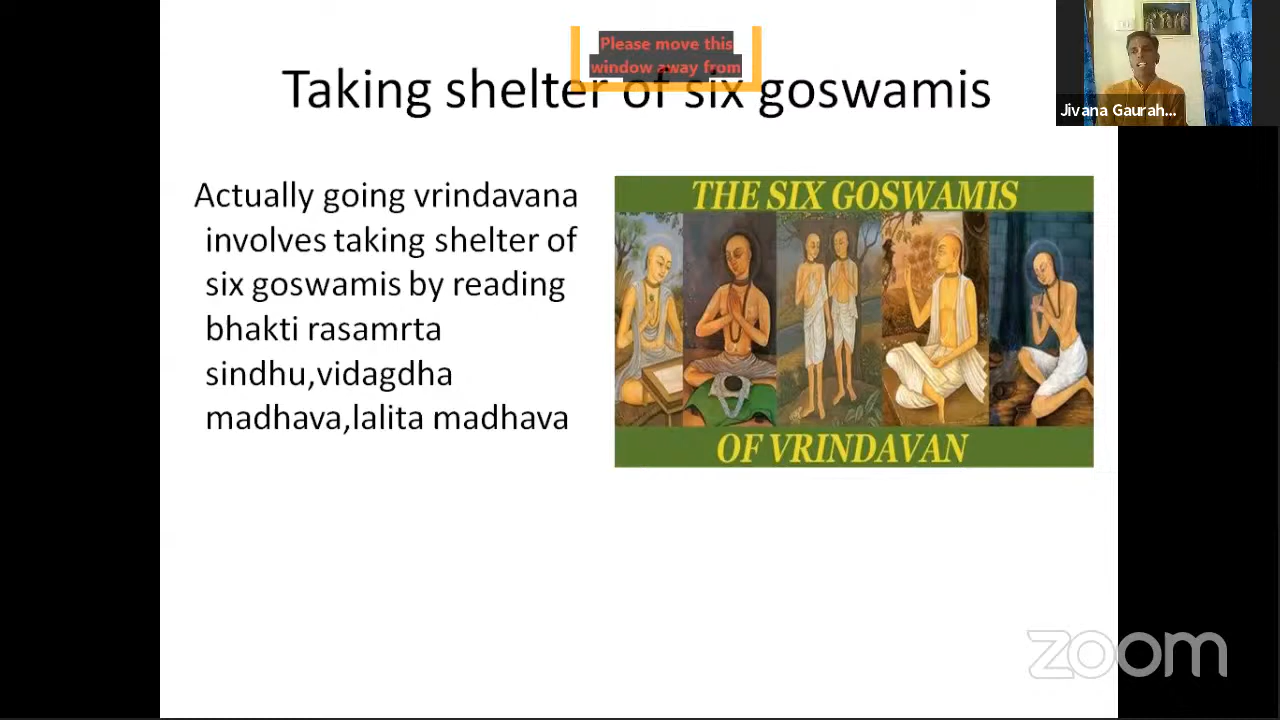 Please move this
window away from
Taking shelter of six goswamis
Jivana Gaurah...
Actually going vrindavana
involves taking shelter of
six goswamis by reading
bhakti rasamrta
sindhu,vidagdha
madhava,lalita madhava
THE SIX GOSWAMIS
OF VRINDAVAN
zoom